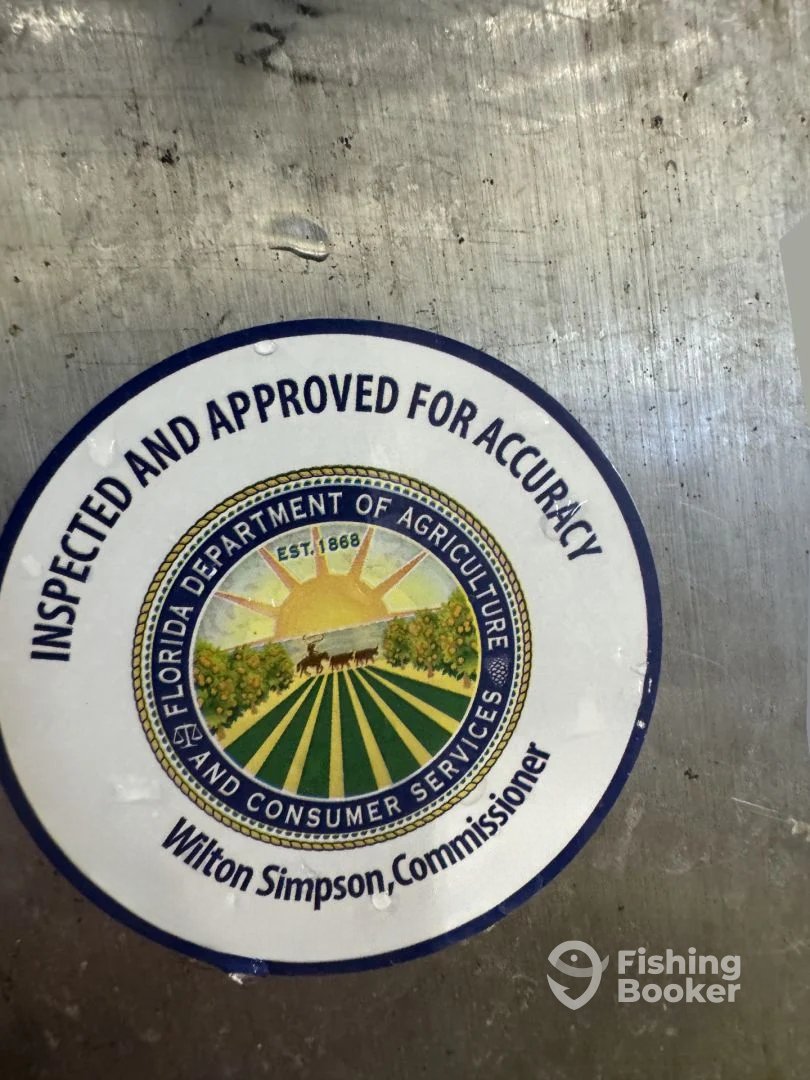 INSPECTED AND APPROVED FOR ACCURACY
FLORIDA DEPARTMENT OF AGRICULTURE
AND CONSUMER SERVICES
EST. 1868
Wilton Simpson, Commissioner
Fishing
Booker